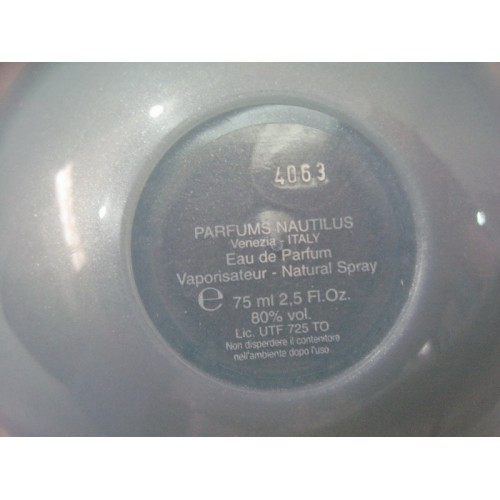 4063
PARFUMS NAUTILUS
Venezia - ITALY
Eau de Parfum
Vaporisateur - Natural Spray
℮ 75 ml 2,5 Fl.Oz.
80% vol.
Lic. UTF 725 TO
Non disperdere il contenitore
nell'ambiente dopo l'uso